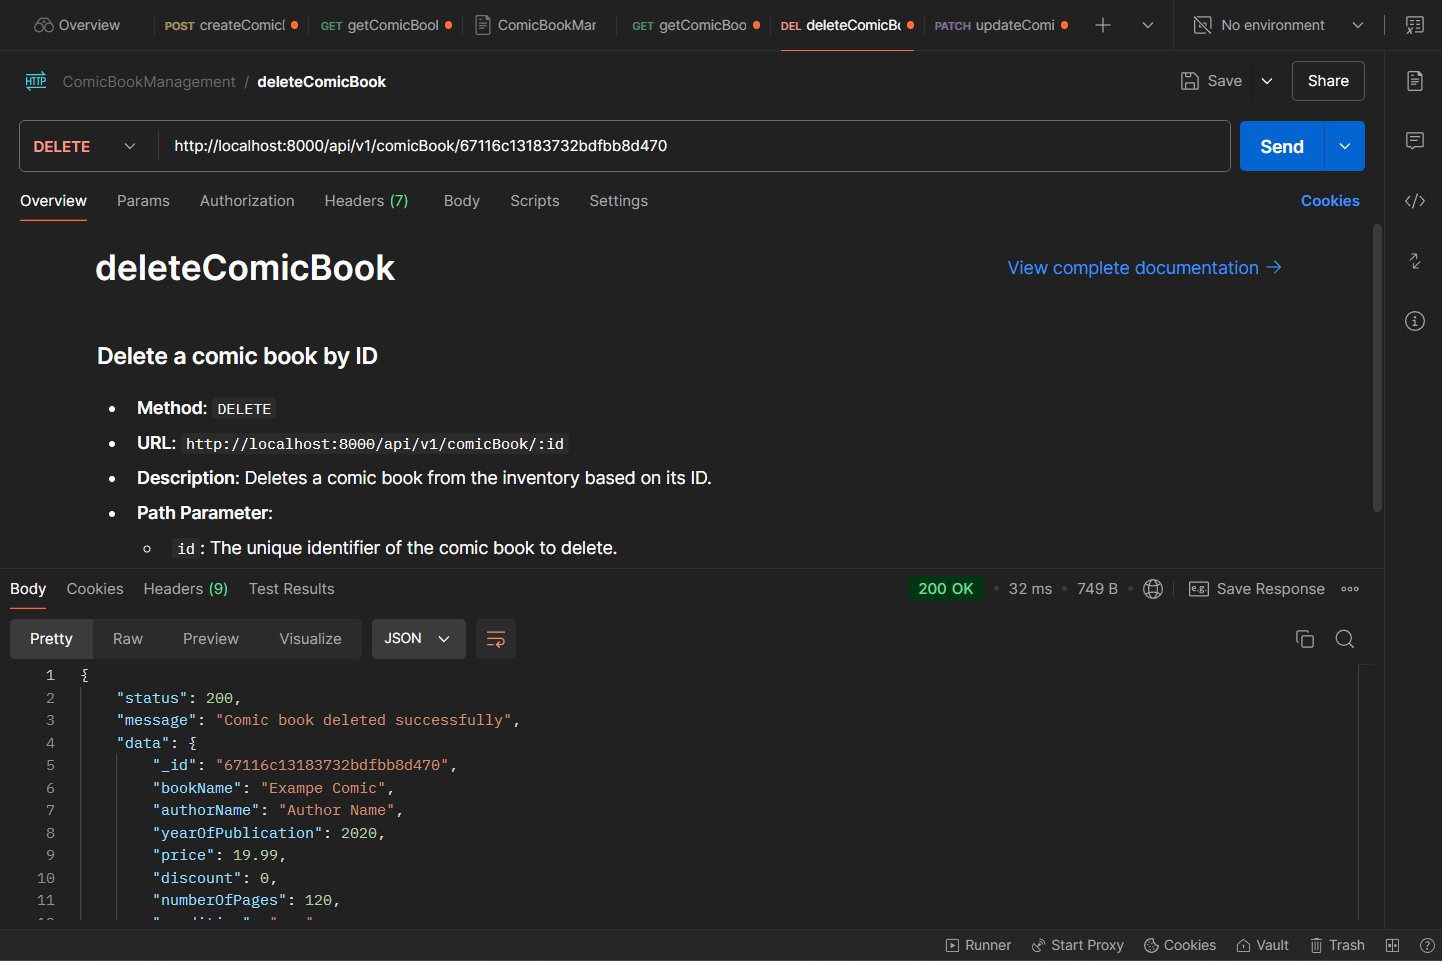 Overview
POST createComicI
GET getComicBool
ComicBookMar
GET getComicBoo
DEL deleteComicBo
PATCH updateComi
No environment
HTTP ComicBookManagement / deleteComicBook
Save
Share
DELETE
http://localhost:8000/api/v1/comicBook/67116c13183732bdfbb8d470
Send
Overview Params Authorization Headers (7) Body Scripts Settings
Cookies
deleteComicBook
View complete documentation →
Delete a comic book by ID
• Method: DELETE
• URL: http://localhost:8000/api/v1/comicBook/:id
• Description: Deletes a comic book from the inventory based on its ID.
• Path Parameter:
◦ id: The unique identifier of the comic book to delete.
Body Cookies Headers (9) Test Results
200 OK • 32 ms • 749 B •
e.g. Save Response
Pretty Raw Preview Visualize JSON
1 {
2 "status": 200,
3 "message": "Comic book deleted successfully",
4 "data": {
5 "_id": "67116c13183732bdfbb8d470",
6 "bookName": "Exampe Comic",
7 "authorName": "Author Name",
8 "yearOfPublication": 2020,
9 "price": 19.99,
10 "discount": 0,
11 "numberOfPages": 120,
Runner Start Proxy Cookies Vault Trash